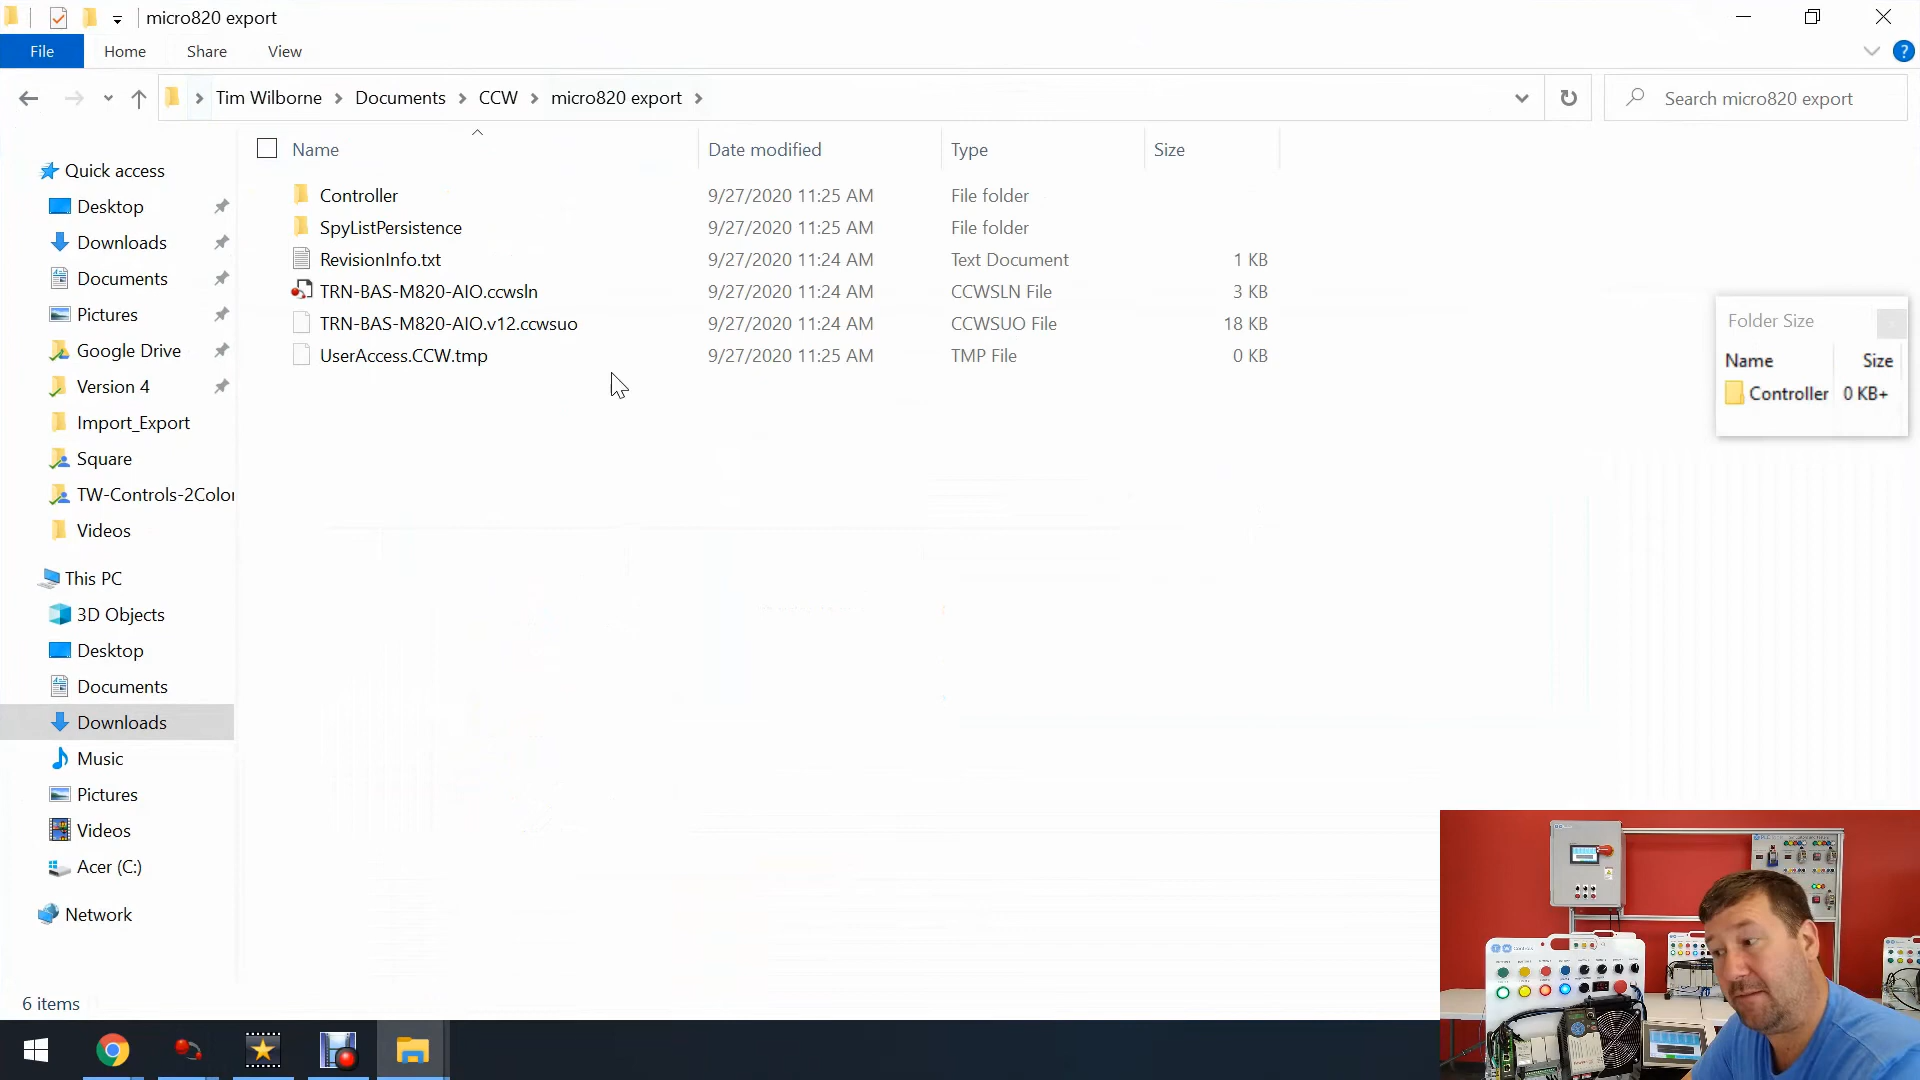 micro820 export
File Home Share View
Tim Wilborne Documents CCW micro820 export
Search micro820 export
Name Date modified Type Size
Controller 9/27/2020 11:25 AM File folder
SpyListPersistence 9/27/2020 11:25 AM File folder
RevisionInfo.txt 9/27/2020 11:24 AM Text Document 1 KB
TRN-BAS-M820-AIO.ccwsln 9/27/2020 11:24 AM CCWSLN File 3 KB
TRN-BAS-M820-AIO.v12.ccwsuo 9/27/2020 11:24 AM CCWSUO File 18 KB
UserAccess.CCW.tmp 9/27/2020 11:25 AM TMP File 0 KB
Quick access
Desktop
Downloads
Documents
Pictures
Google Drive
Version 4
Import_Export
Square
TW-Controls-2Color
Videos
This PC
3D Objects
Desktop
Documents
Downloads
Music
Pictures
Videos
Acer (C:)
Network
Folder Size
Name Size
Controller 0 KB+
6 items